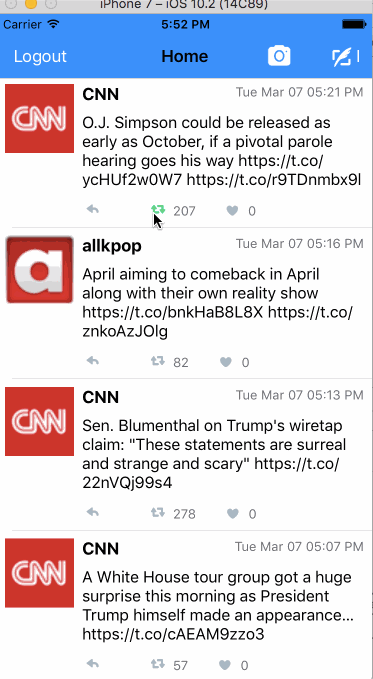 iPhone 7 – iOS 10.2 (14C89)
Carrier 5:52 PM
Logout Home
CNN Tue Mar 07 05:21 PM
CNN
O.J. Simpson could be released as
early as October, if a pivotal parole
hearing goes his way https://t.co/
ycHUf2w0W7 https://t.co/r9TDnmbx9l
207 0
allkpop Tue Mar 07 05:16 PM
a
April aiming to comeback in April
along with their own reality show
https://t.co/bnkHaB8L8X https://t.co/
znkoAzJOlg
82 0
CNN Tue Mar 07 05:13 PM
CNN
Sen. Blumenthal on Trump's wiretap
claim: "These statements are surreal
and strange and scary" https://t.co/
22nVQj99s4
278 0
CNN Tue Mar 07 05:07 PM
CNN
A White House tour group got a huge
surprise this morning as President
Trump himself made an appearance...
https://t.co/cAEAM9zzo3
57 0